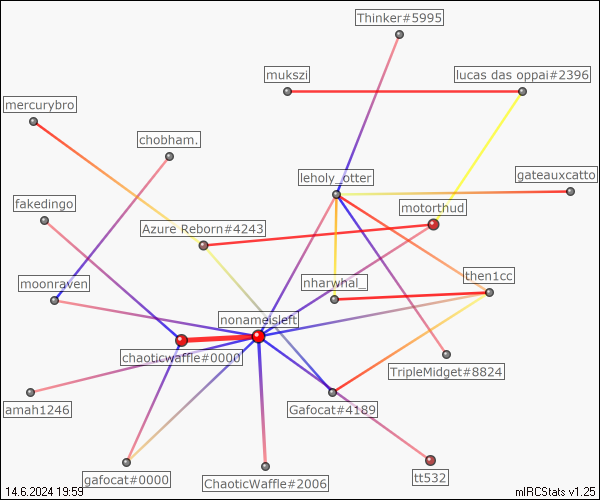 Thinker#5995
mukszi
lucas das oppai#2396
mercurybro
chobham.
leholy_otter
gateauxcatto
fakedingo
motorthud
Azure Reborn#4243
moonraven
nharwhal_
then1cc
nonameisleft
chaoticwaffle#0000
TripleMidget#8824
amah1246
Gafocat#4189
gafocat#0000
ChaoticWaffle#2006
tt532
14.6.2024 19:59
mIRCStats v1.25